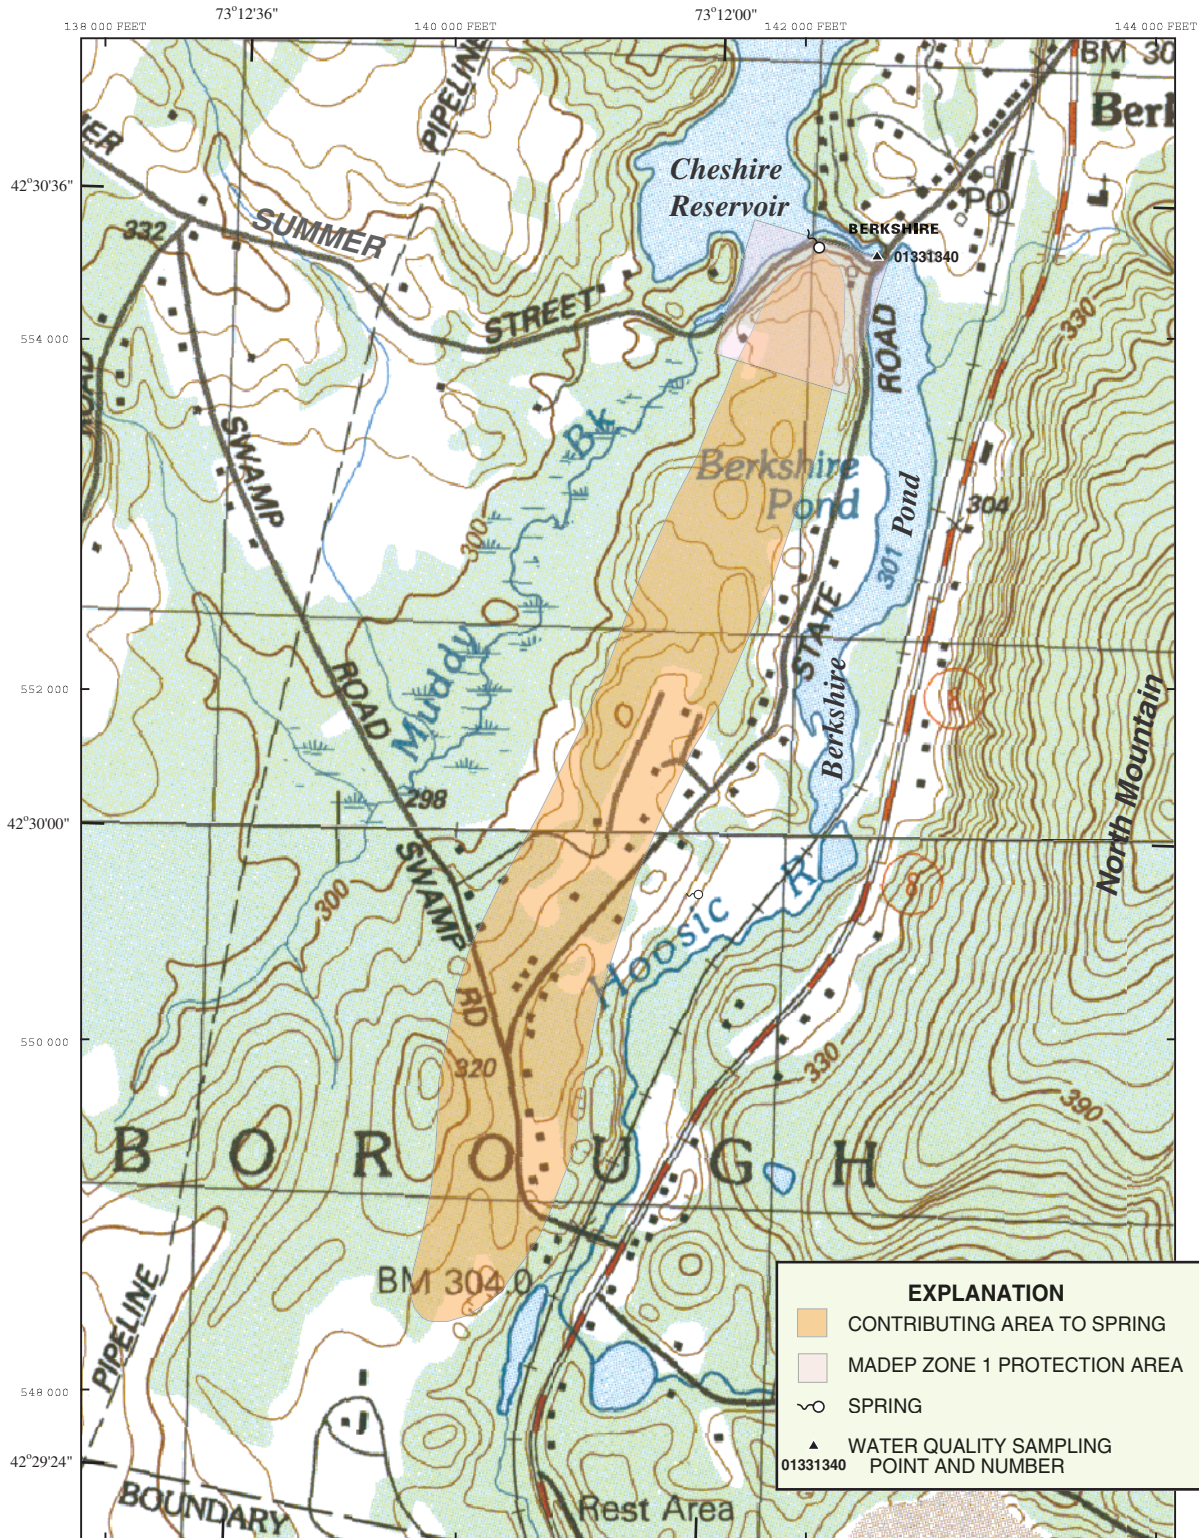 73°12'36"
73°12'00"
138 000 FEET
140 000 FEET
142 000 FEET
144 000 FEET
BM 30
PIPELINE
Berk
Cheshire
Reservoir
42°30'36"
PO
332
SUMMER
BERKSHIRE
01331340
STREET
ROAD
330
554 000
ROAD
SWAMP
Bk
Berkshire
Pond
Pond
304
300
301
STATE
Muddy
ROAD
Berkshire
8
552 000
North Mountain
298
42°30'00"
SWAMP
8
300
Hoosic R
RD
550 000
320
330
390
B O R O U G H
BM 304.0
PIPELINE
548 000
42°29'24"
BOUNDARY
Rest Area
EXPLANATION
CONTRIBUTING AREA TO SPRING
MADEP ZONE 1 PROTECTION AREA
SPRING
01331340
WATER QUALITY SAMPLING
POINT AND NUMBER